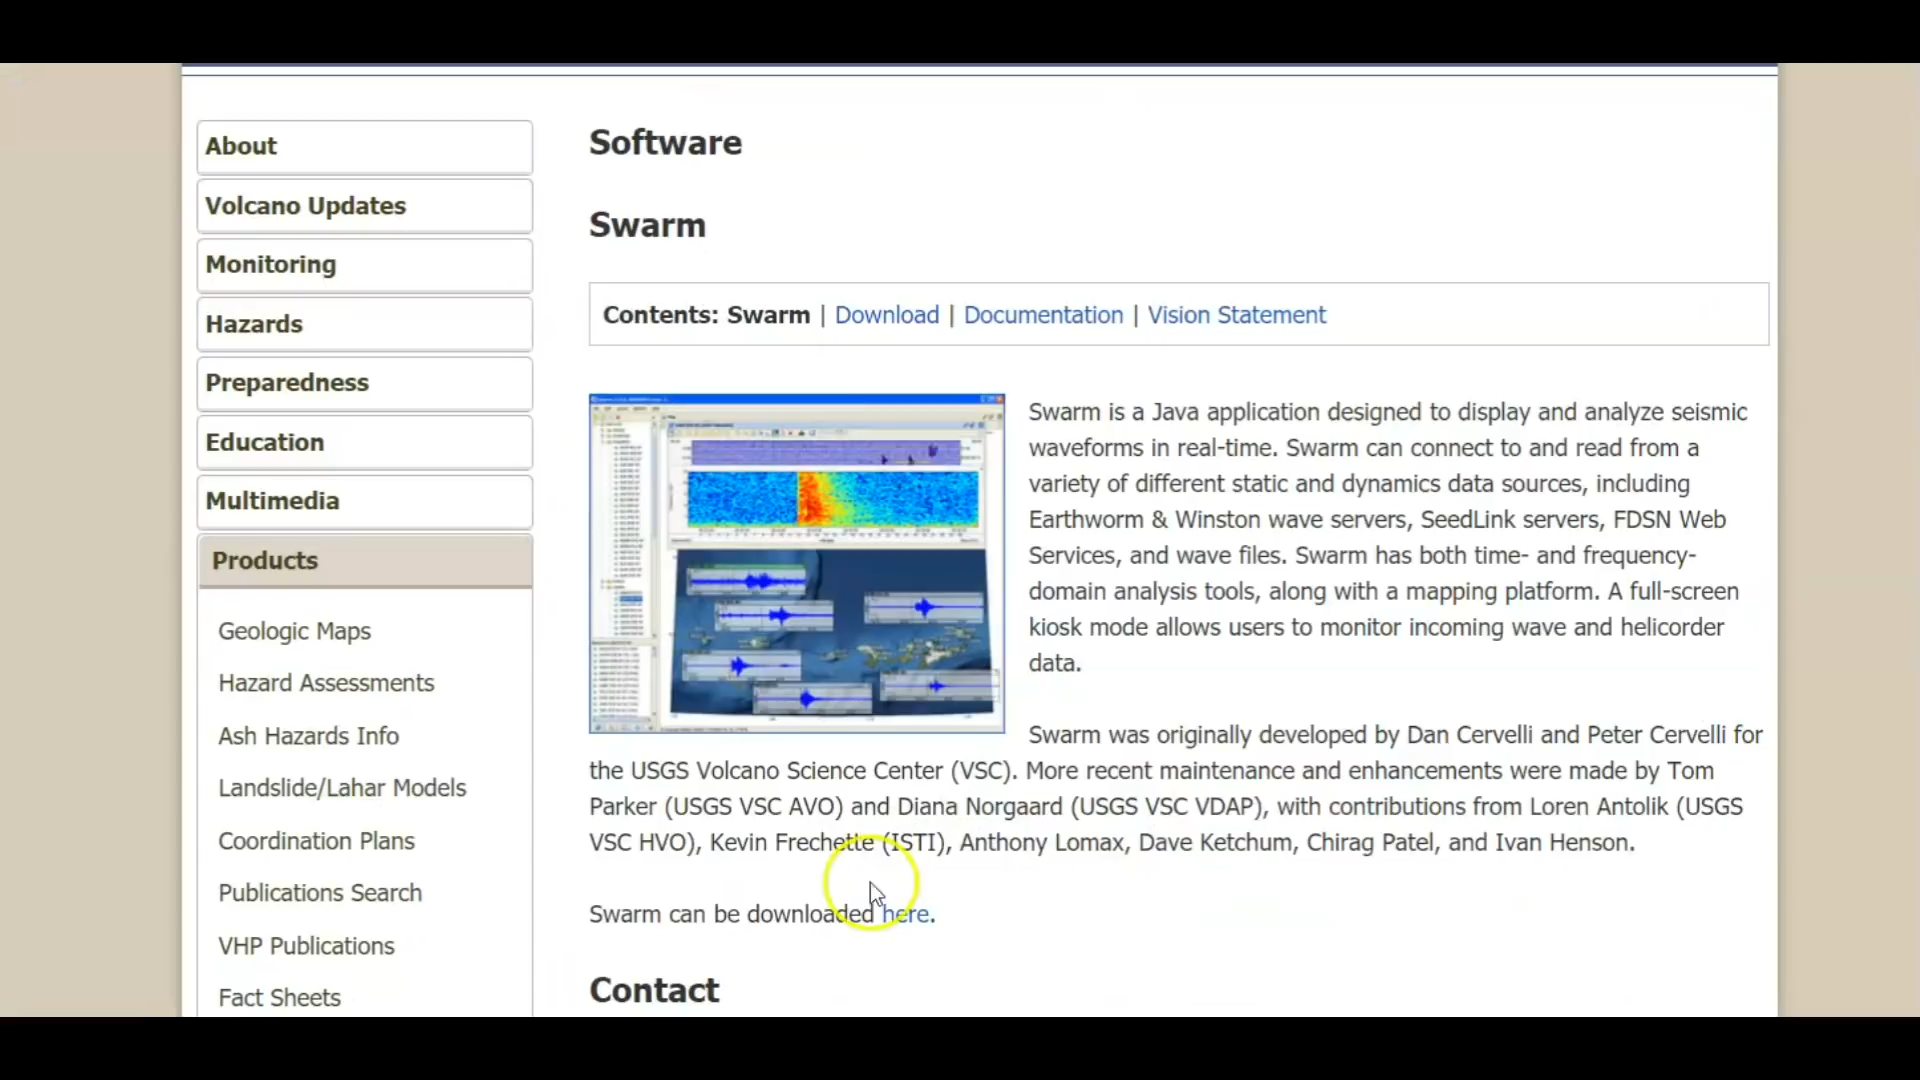 About
Volcano Updates
Monitoring
Hazards
Preparedness
Education
Multimedia
Products
Geologic Maps
Hazard Assessments
Ash Hazards Info
Landslide/Lahar Models
Coordination Plans
Publications Search
VHP Publications
Fact Sheets
Software
Swarm
Contents: Swarm | Download | Documentation | Vision Statement
Swarm is a Java application designed to display and analyze seismic
waveforms in real-time. Swarm can connect to and read from a
variety of different static and dynamics data sources, including
Earthworm & Winston wave servers, SeedLink servers, FDSN Web
Services, and wave files. Swarm has both time- and frequency-
domain analysis tools, along with a mapping platform. A full-screen
kiosk mode allows users to monitor incoming wave and helicorder
data.
Swarm was originally developed by Dan Cervelli and Peter Cervelli for
the USGS Volcano Science Center (VSC). More recent maintenance and enhancements were made by Tom
Parker (USGS VSC AVO) and Diana Norgaard (USGS VSC VDAP), with contributions from Loren Antolik (USGS
VSC HVO), Kevin Frechette (ISTI), Anthony Lomax, Dave Ketchum, Chirag Patel, and Ivan Henson.
Swarm can be downloaded here.
Contact